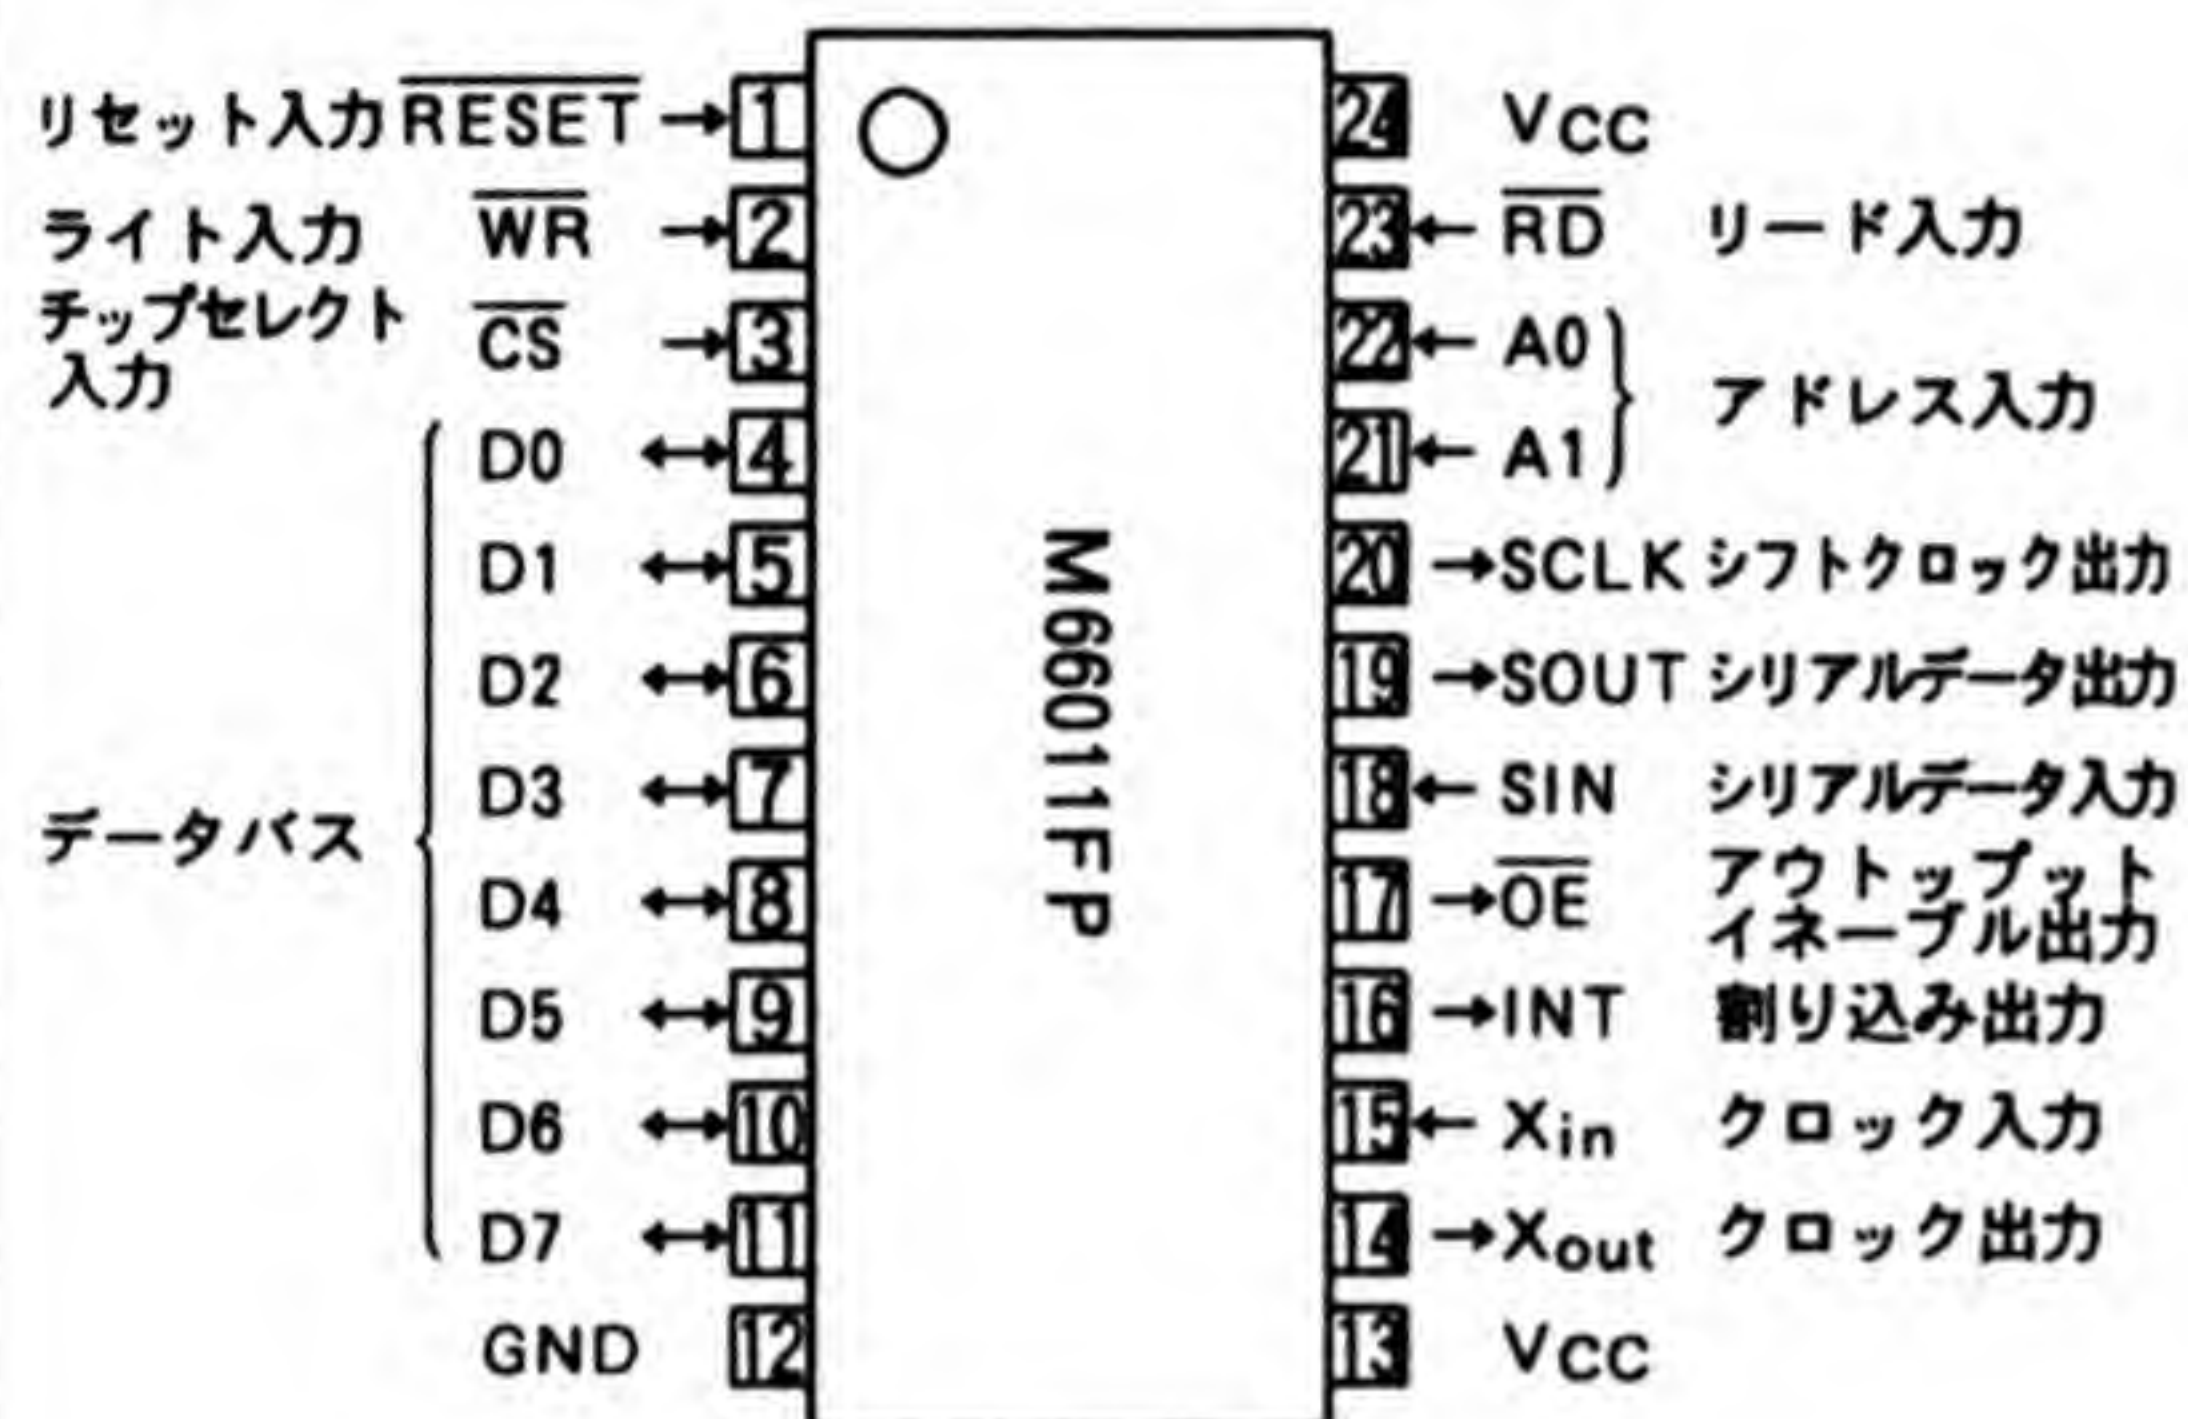 リセット入力 RESET → 1
ライト入力 WR → 2
チップセレクト
入力 CS → 3
データバス
D0 ↔ 4
D1 ↔ 5
D2 ↔ 6
D3 ↔ 7
D4 ↔ 8
D5 ↔ 9
D6 ↔ 10
D7 ↔ 11
GND 12
M66011FP
24 VCC
23 ← RD リード入力
22 ← A0
21 ← A1
アドレス入力
20 → SCLK シフトクロック出力
19 → SOUT シリアルデータ出力
18 ← SIN シリアルデータ入力
17 → OE アウトップット
イネーブル出力
16 → INT 割り込み出力
15 ← Xin クロック入力
14 → Xout クロック出力
13 VCC